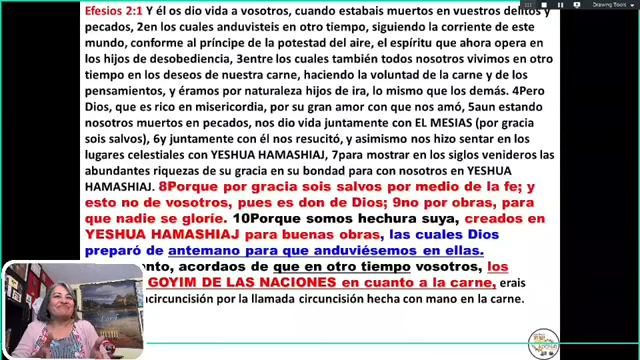 Drawing Tools
Efesios 2:1 Y él os dio vida a vosotros, cuando estabais muertos en vuestros delitos y
pecados, 2en los cuales anduvisteis en otro tiempo, siguiendo la corriente de este
mundo, conforme al príncipe de la potestad del aire, el espíritu que ahora opera en
los hijos de desobediencia, 3entre los cuales también todos nosotros vivimos en otro
tiempo en los deseos de nuestra carne, haciendo la voluntad de la carne y de los
pensamientos, y éramos por naturaleza hijos de ira, lo mismo que los demás. 4Pero
Dios, que es rico en misericordia, por su gran amor con que nos amó, 5aun estando
nosotros muertos en pecados, nos dio vida juntamente con EL MESIAS (por gracia
sois salvos), 6y juntamente con él nos resucitó, y asimismo nos hizo sentar en los
lugares celestiales con YESHUA HAMASHIAJ, 7para mostrar en los siglos venideros las
abundantes riquezas de su gracia en su bondad para con nosotros en YESHUA
HAMASHIAJ. 8Porque por gracia sois salvos por medio de la fe; y
esto no de vosotros, pues es don de Dios; 9no por obras, para
que nadie se gloríe. 10Porque somos hechura suya, creados en
YESHUA HAMASHIAJ para buenas obras, las cuales Dios
preparó de antemano para que anduviésemos en ellas.
anto, acordaos de que en otro tiempo vosotros, los
GOYIM DE LAS NACIONES en cuanto a la carne, erais
incircuncisión por la llamada circuncisión hecha con mano en la carne.